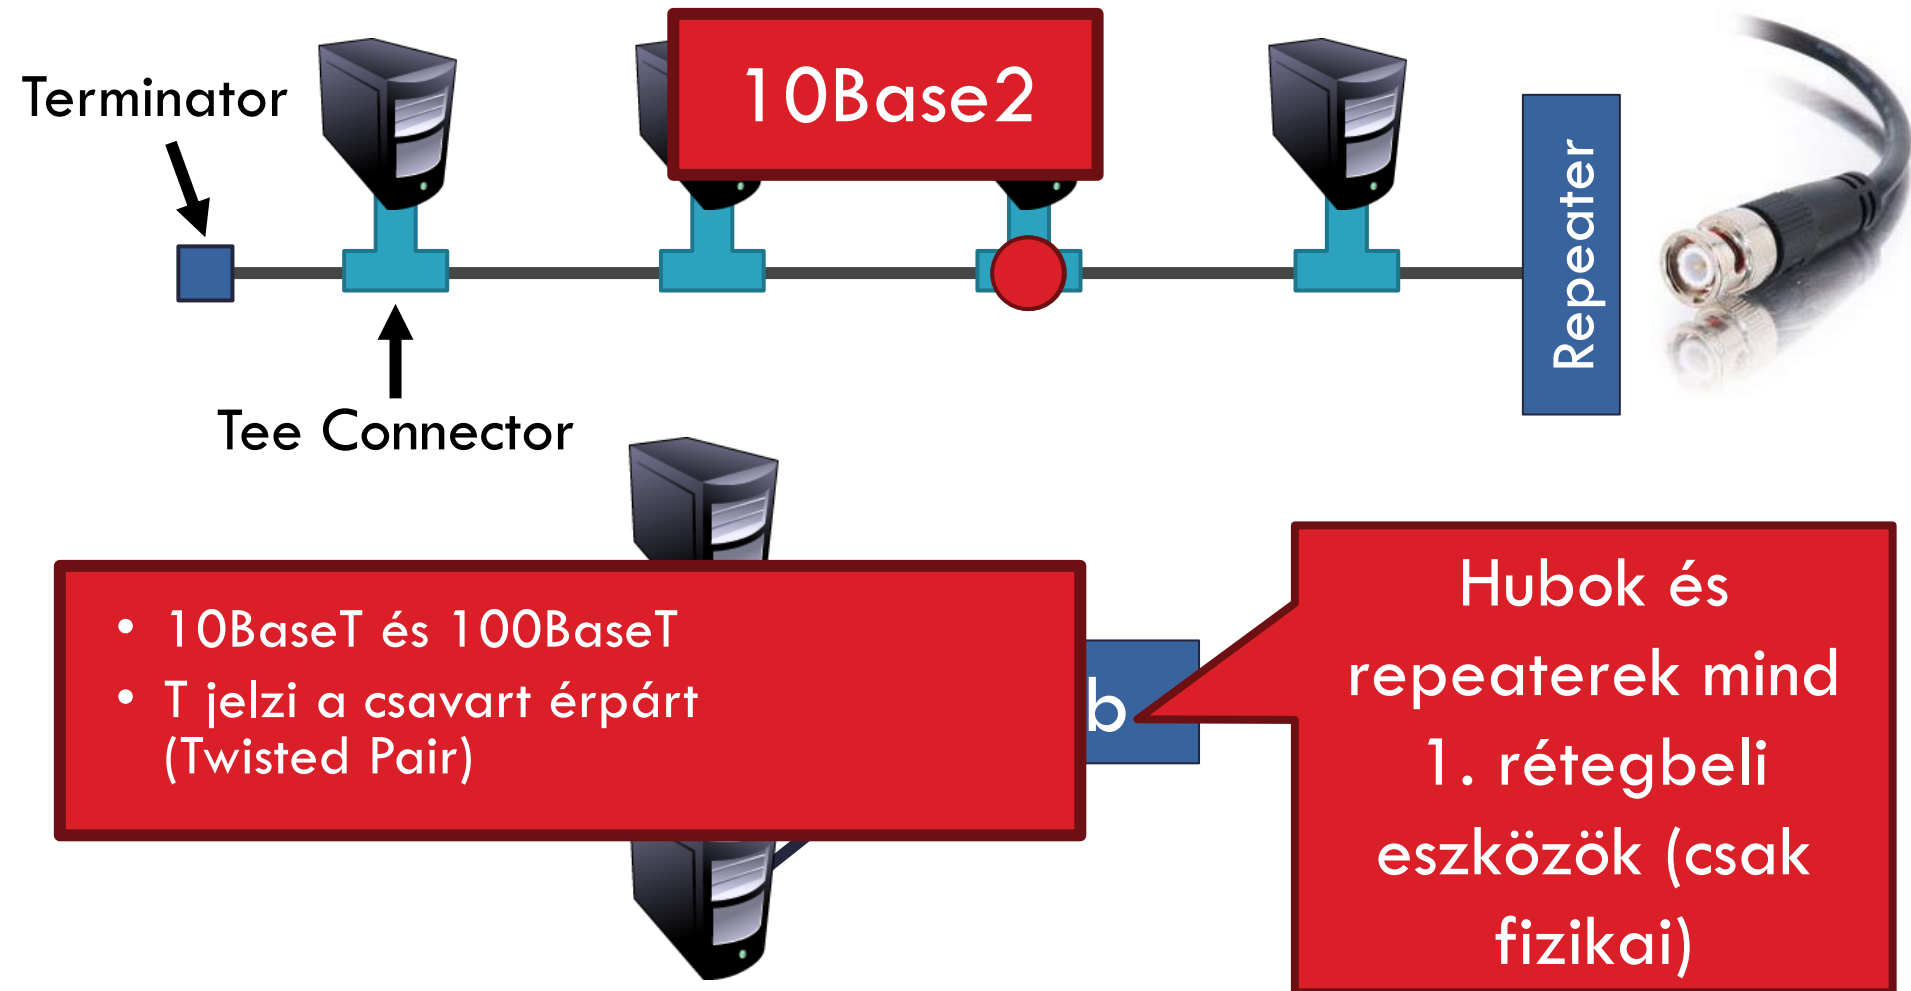 10Base2
Terminator
Repeater
Tee Connector
• 10BaseT és 100BaseT
• T jelzi a csavart érpárt
(Twisted Pair)
b
Hubok és
repeaterek mind
1. rétegbeli
eszközök (csak
fizikai)